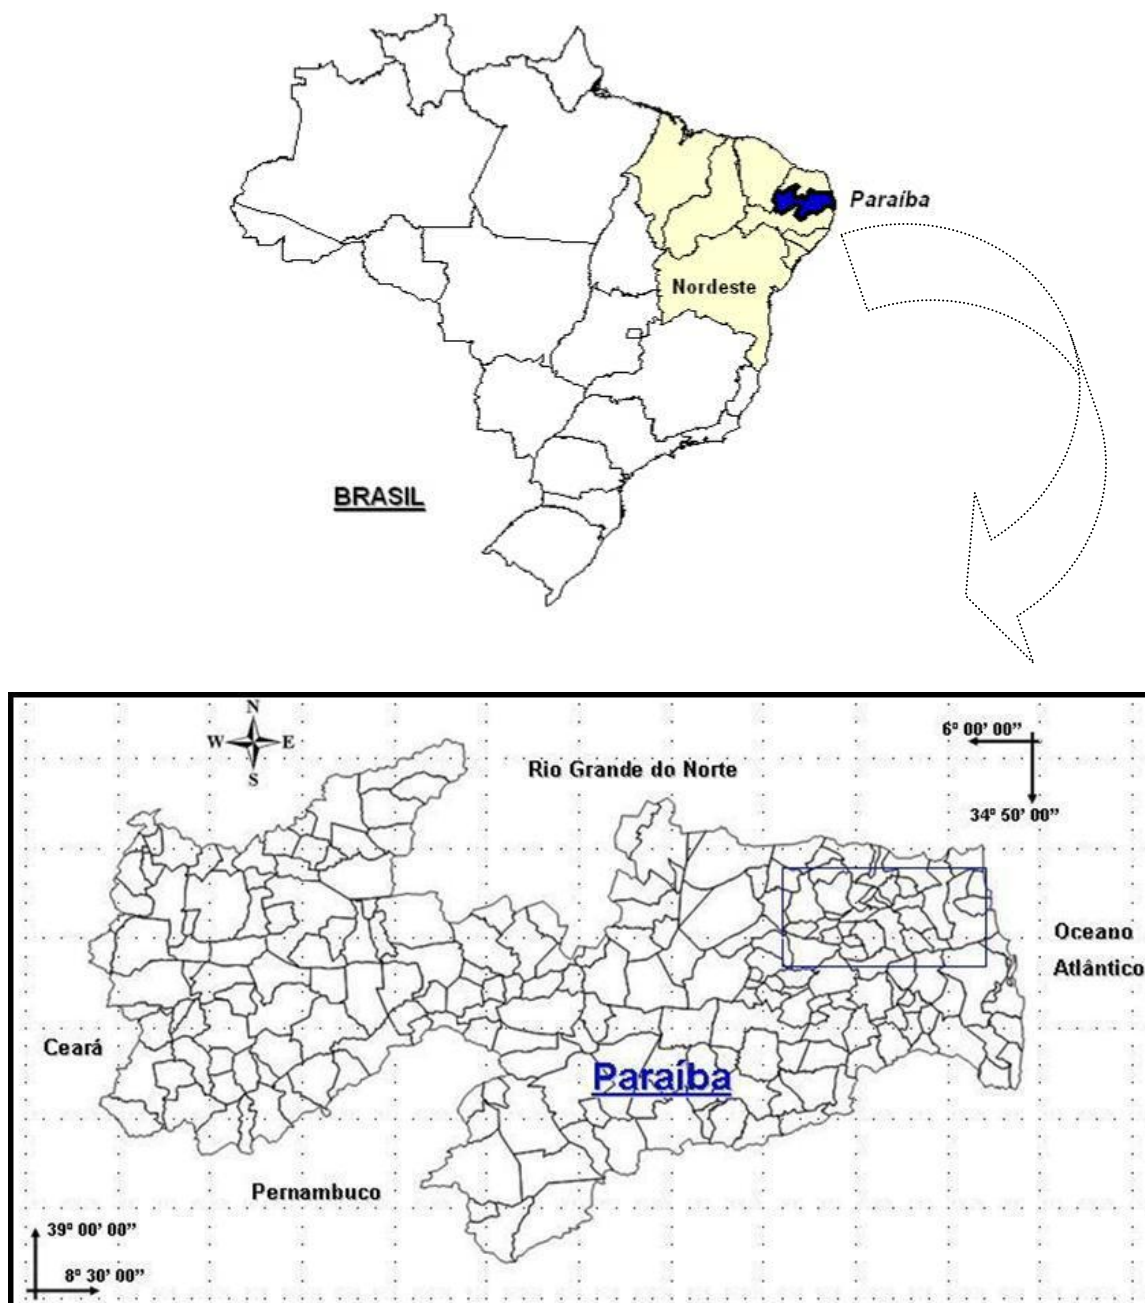 Paraíba
Nordeste
BRASIL
N
W E
S
Rio Grande do Norte
6º 00’ 00”
34º 50’ 00”
Oceano
Atlântico
Ceará
Paraíba
Pernambuco
39º 00’ 00”
8º 30’ 00”